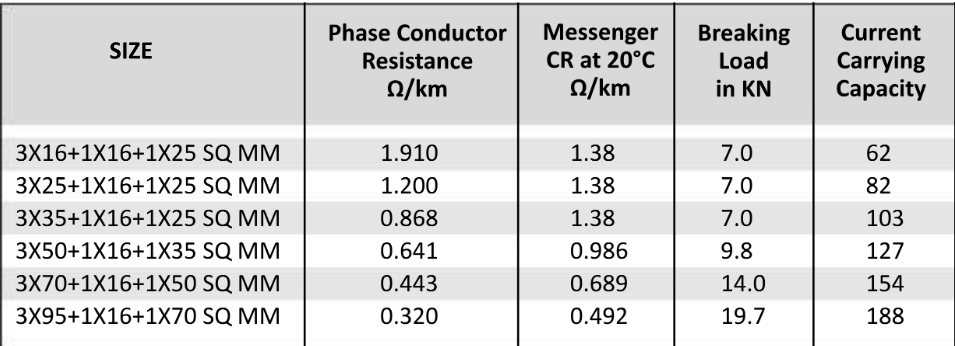 SIZE
Phase Conductor Resistance Ω/km
Messenger CR at 20°C Ω/km
Breaking Load in KN
Current Carrying Capacity
3X16+1X16+1X25 SQ MM 1.910 1.38 7.0 62
3X25+1X16+1X25 SQ MM 1.200 1.38 7.0 82
3X35+1X16+1X25 SQ MM 0.868 1.38 7.0 103
3X50+1X16+1X35 SQ MM 0.641 0.986 9.8 127
3X70+1X16+1X50 SQ MM 0.443 0.689 14.0 154
3X95+1X16+1X70 SQ MM 0.320 0.492 19.7 188